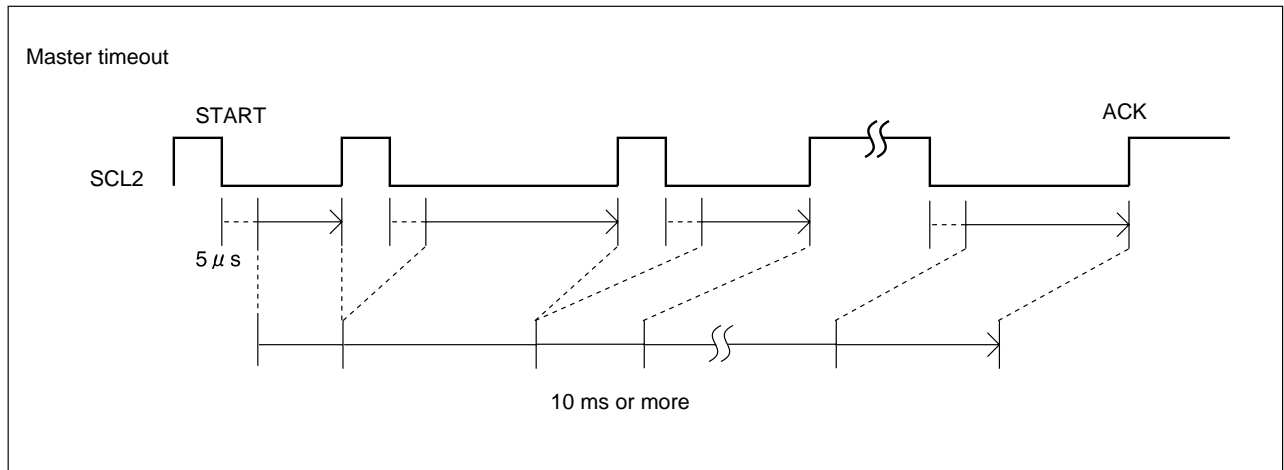 Master timeout
START
ACK
SCL2
5 μ s
10 ms or more